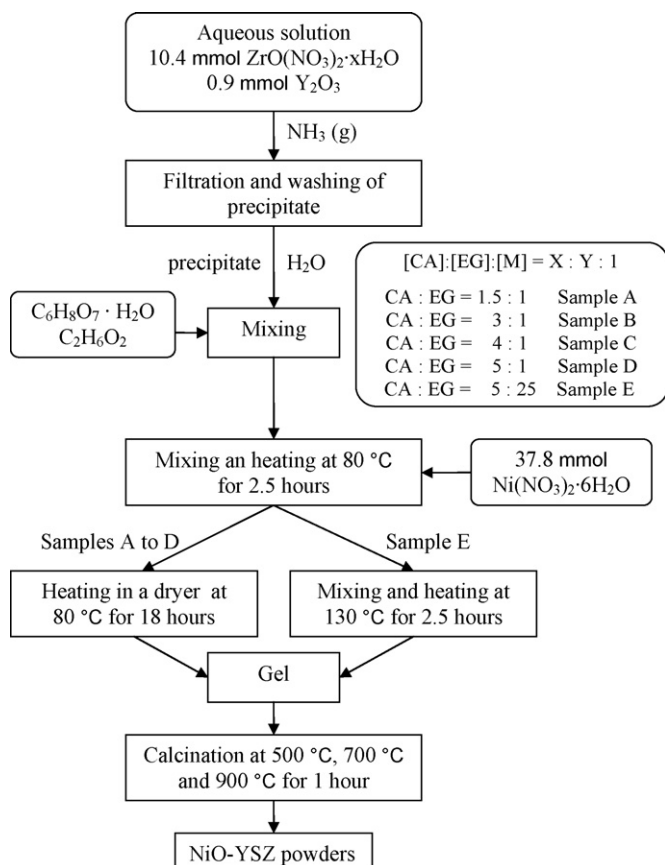 Aqueous solution
10.4 mmol ZrO(NO₃)₂·xH₂O
0.9 mmol Y₂O₃
NH₃ (g)
Filtration and washing of
precipitate
precipitate H₂O
[CA]:[EG]:[M] = X : Y : 1
CA : EG = 1.5 : 1 Sample A
CA : EG = 3 : 1 Sample B
CA : EG = 4 : 1 Sample C
CA : EG = 5 : 1 Sample D
CA : EG = 5 : 25 Sample E
C₆H₈O₇ · H₂O
C₂H₆O₂
Mixing
Mixing an heating at 80 °C
for 2.5 hours
37.8 mmol
Ni(NO₃)₂·6H₂O
Samples A to D
Sample E
Heating in a dryer at
80 °C for 18 hours
Mixing and heating at
130 °C for 2.5 hours
Gel
Calcination at 500 °C, 700 °C
and 900 °C for 1 hour
NiO-YSZ powders